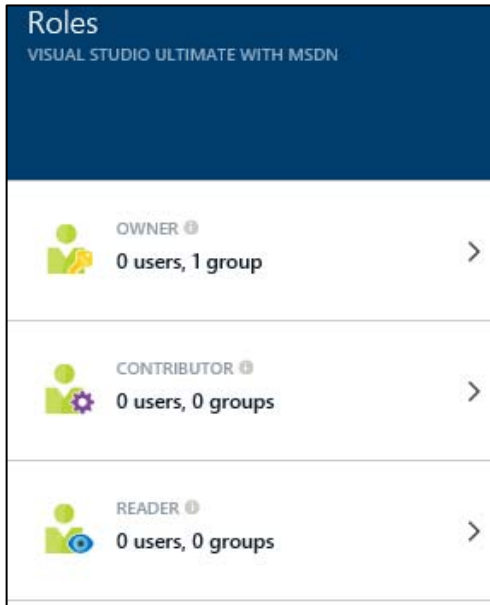 Roles
VISUAL STUDIO ULTIMATE WITH MSDN
OWNER
0 users, 1 group
CONTRIBUTOR
0 users, 0 groups
READER
0 users, 0 groups